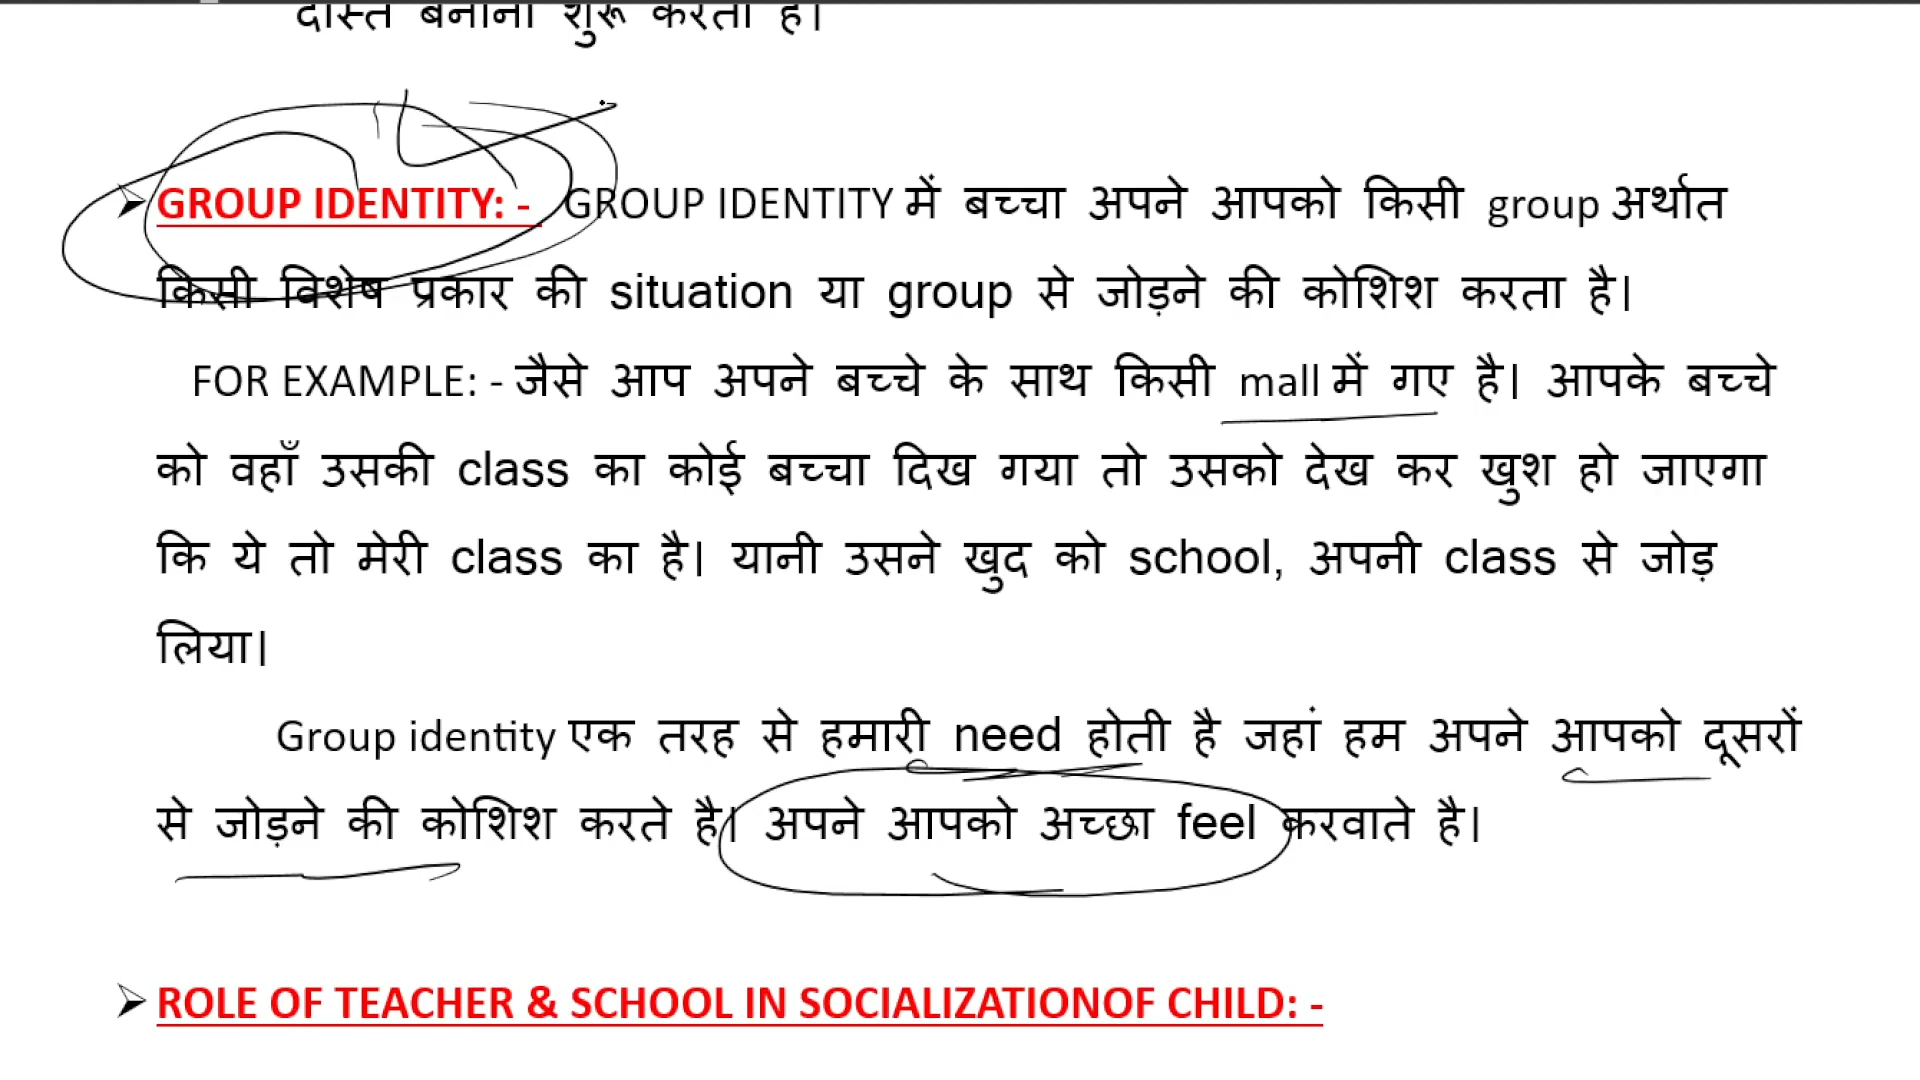 दोस्त बनाना शुरू करता है।
➢ GROUP IDENTITY: - GROUP IDENTITY में बच्चा अपने आपको किसी group अर्थात
किसी विशेष प्रकार की situation या group से जोड़ने की कोशिश करता है।
FOR EXAMPLE: - जैसे आप अपने बच्चे के साथ किसी mall में गए है। आपके बच्चे
को वहाँ उसकी class का कोई बच्चा दिख गया तो उसको देख कर खुश हो जाएगा
कि ये तो मेरी class का है। यानी उसने खुद को school, अपनी class से जोड़
लिया।
Group identity एक तरह से हमारी need होती है जहां हम अपने आपको दूसरों
से जोड़ने की कोशिश करते है। अपने आपको अच्छा feel करवाते है।
➢ ROLE OF TEACHER & SCHOOL IN SOCIALIZATIONOF CHILD: -